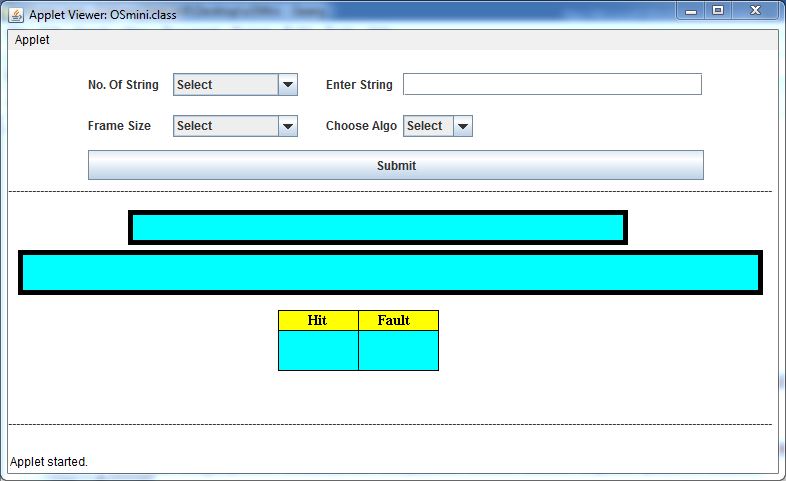 Applet Viewer: OSmini.class
Applet
No. Of String Select Enter String
Frame Size Select Choose Algo Select
Submit
Hit Fault
Applet started.